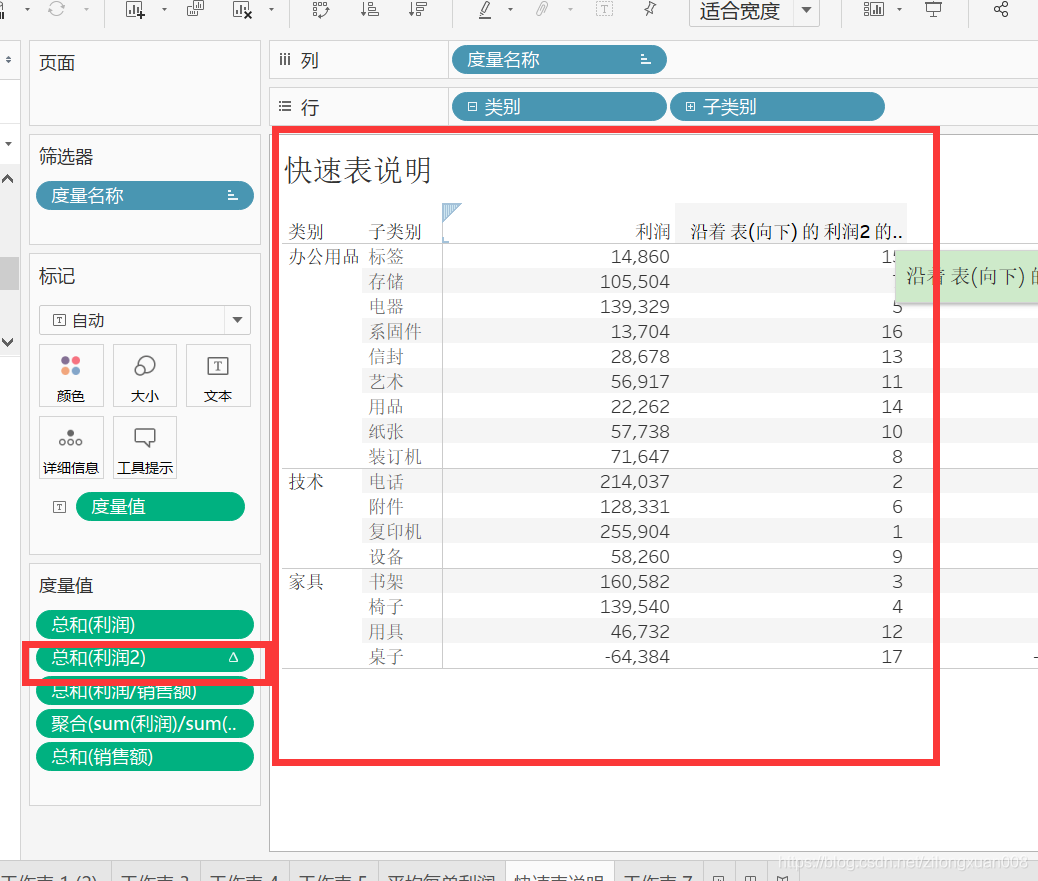 适合宽度
页面
iii 列
度量名称
行
类别
子类别
筛选器
度量名称
标记
自动
颜色
大小
文本
详细信息
工具提示
度量值
度量值
总和(利润)
总和(利润2)
总和(利润/销售额)
聚合(sum(利润)/sum(..
总和(销售额)
快速表说明
类别 子类别 利润 沿着 表(向下) 的 利润2 的..
办公用品 标签 14,860 15
沿着 表(向下) 的
存储 105,504
电器 139,329 5
系固件 13,704 16
信封 28,678 13
艺术 56,917 11
用品 22,262 14
纸张 57,738 10
装订机 71,647 8
技术 电话 214,037 2
附件 128,331 6
复印机 255,904 1
设备 58,260 9
家具 书架 160,582 3
椅子 139,540 4
用具 46,732 12
桌子 -64,384 17
https://blog.csdn.net/zilongxuan008
工作表 1 (2) 工作表 3 工作表 4 工作表 5 平均每单利润 快速表说明 工作表 7